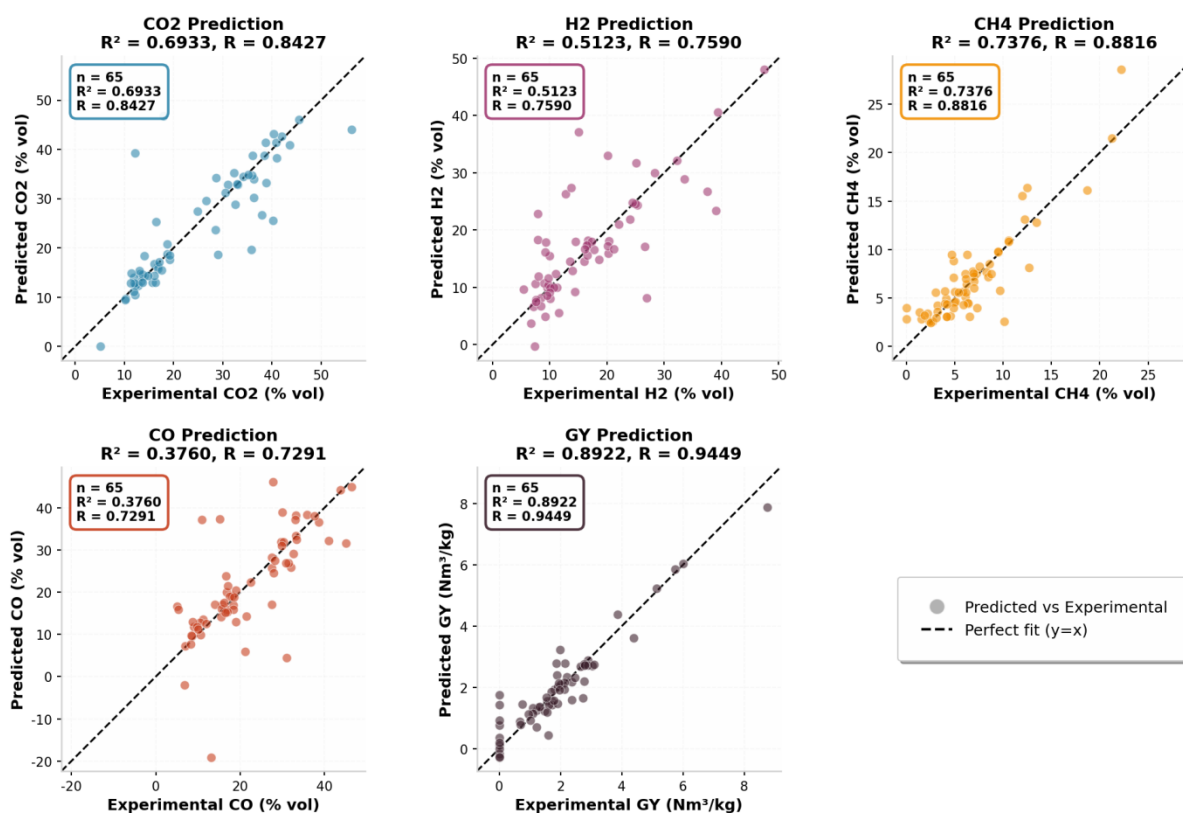 CO2 Prediction
R² = 0.6933, R = 0.8427
n = 65
R² = 0.6933
R = 0.8427
Predicted CO2 (% vol)
50
40
30
20
10
0
0 10 20 30 40 50
Experimental CO2 (% vol)
H2 Prediction
R² = 0.5123, R = 0.7590
n = 65
R² = 0.5123
R = 0.7590
Predicted H2 (% vol)
50
40
30
20
10
0
0 10 20 30 40 50
Experimental H2 (% vol)
CH4 Prediction
R² = 0.7376, R = 0.8816
n = 65
R² = 0.7376
R = 0.8816
Predicted CH4 (% vol)
25
20
15
10
5
0
0 5 10 15 20 25
Experimental CH4 (% vol)
CO Prediction
R² = 0.3760, R = 0.7291
n = 65
R² = 0.3760
R = 0.7291
Predicted CO (% vol)
40
30
20
10
0
-10
-20
-20 0 20 40
Experimental CO (% vol)
GY Prediction
R² = 0.8922, R = 0.9449
n = 65
R² = 0.8922
R = 0.9449
Predicted GY (Nm³/kg)
8
6
4
2
0
0 2 4 6 8
Experimental GY (Nm³/kg)
Predicted vs Experimental
Perfect fit (y=x)